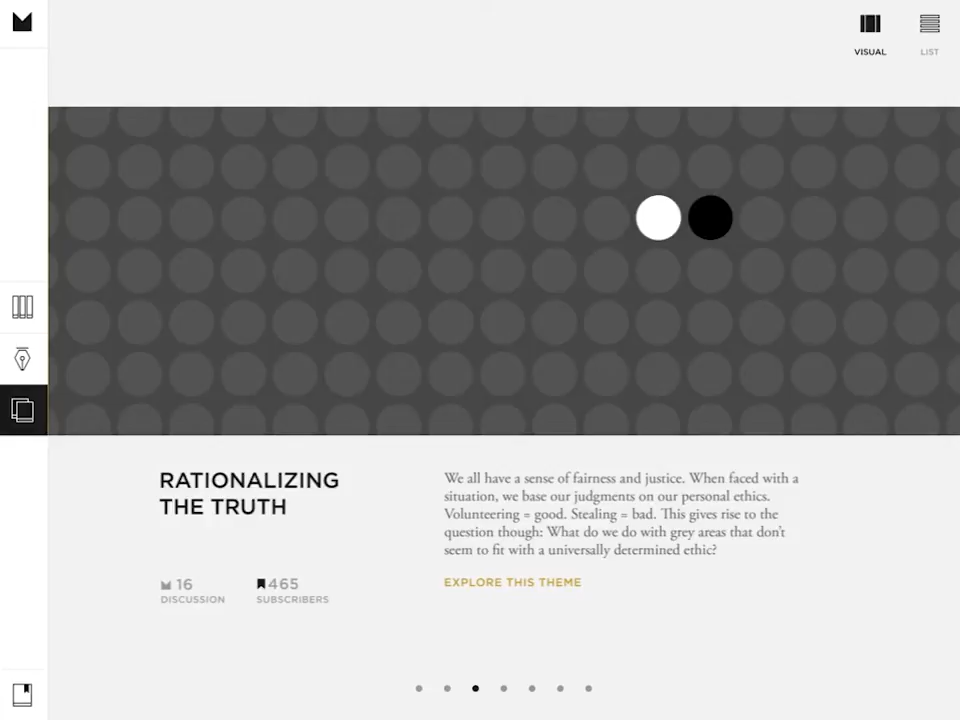 VISUAL
LIST
RATIONALIZING
THE TRUTH
We all have a sense of fairness and justice. When faced with a
situation, we base our judgments on our personal ethics.
Volunteering = good. Stealing = bad. This gives rise to the
question though: What do we do with grey areas that don't
seem to fit with a universally determined ethic?
16
DISCUSSION
465
SUBSCRIBERS
EXPLORE THIS THEME